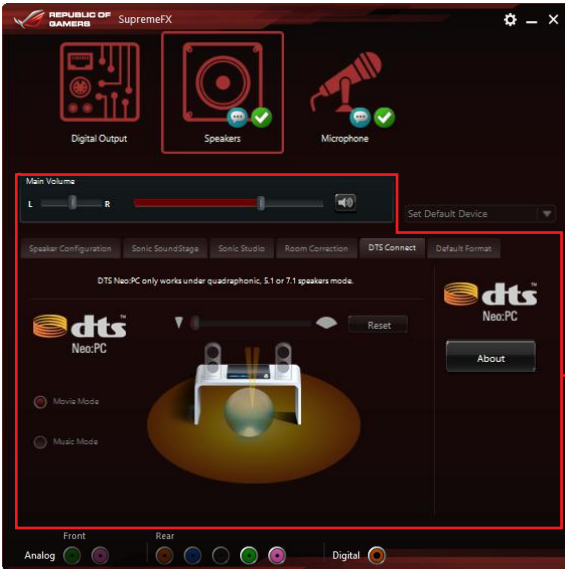 REPUBLIC OF
GAMERS
SupremeFX
Digital Output
Speakers
Microphone
Main Volume
L R
Set Default Device
Speaker Configuration Sonic SoundStage Sonic Studio Room Correction DTS Connect Default Format
DTS Neo:PC only works under quadraphonic, 5.1 or 7.1 speakers mode.
dts
Neo:PC
Reset
Movie Mode
Music Mode
dts
Neo:PC
About
Front Rear
Analog Digital